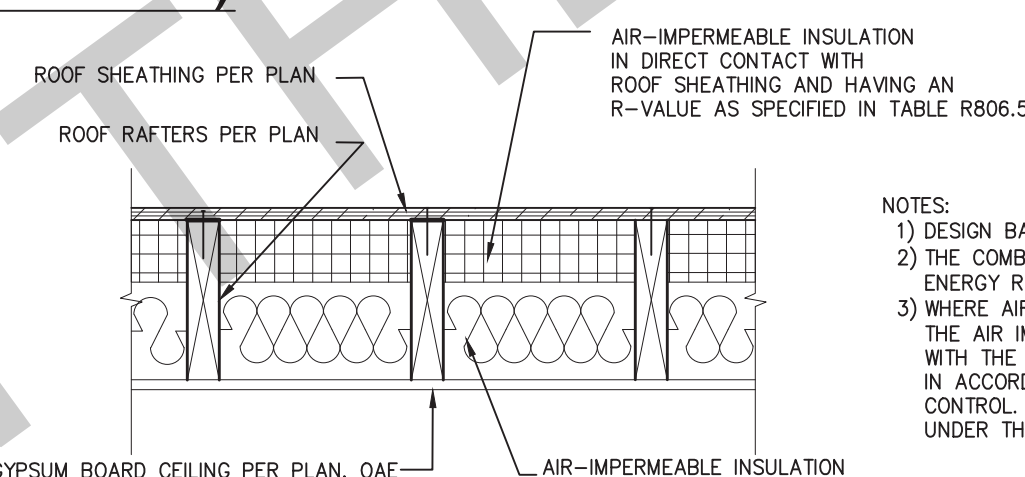 AIR-IMPERMEABLE INSULATION
IN DIRECT CONTACT WITH
ROOF SHEATHING AND HAVING AN
R-VALUE AS SPECIFIED IN TABLE R806.5
ROOF SHEATHING PER PLAN
ROOF RAFTERS PER PLAN
NOTES:
1) DESIGN BA
2) THE COMB
ENERGY R
3) WHERE AIR
THE AIR IM
WITH THE
IN ACCORD
CONTROL.
UNDER TH
GYPSUM BOARD CEILING PER PLAN, OAE
AIR-IMPERMEABLE INSULATION